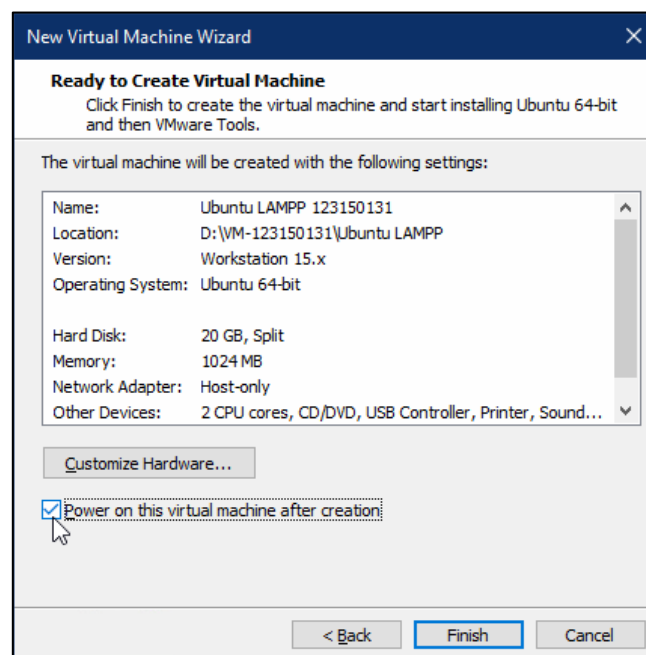 New Virtual Machine Wizard
Ready to Create Virtual Machine
Click Finish to create the virtual machine and start installing Ubuntu 64-bit
and then VMware Tools.
The virtual machine will be created with the following settings:
Name: Ubuntu LAMPP 123150131
Location: D:\VM-123150131\Ubuntu LAMPP
Version: Workstation 15.x
Operating System: Ubuntu 64-bit
Hard Disk: 20 GB, Split
Memory: 1024 MB
Network Adapter: Host-only
Other Devices: 2 CPU cores, CD/DVD, USB Controller, Printer, Sound...
Customize Hardware...
Power on this virtual machine after creation
< Back Finish Cancel